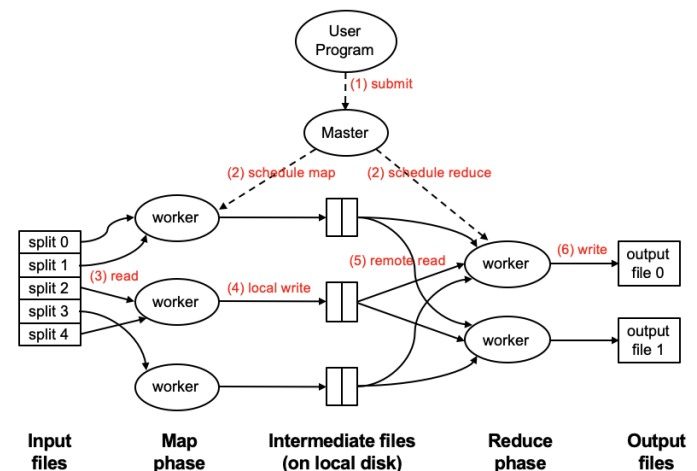 User
Program
(1) submit
Master
(2) schedule map
(2) schedule reduce
worker
split 0
split 1
split 2
split 3
split 4
(3) read
worker
(4) local write
worker
(5) remote read
worker
worker
(6) write
output
file 0
output
file 1
Input
files
Map
phase
Intermediate files
(on local disk)
Reduce
phase
Output
files